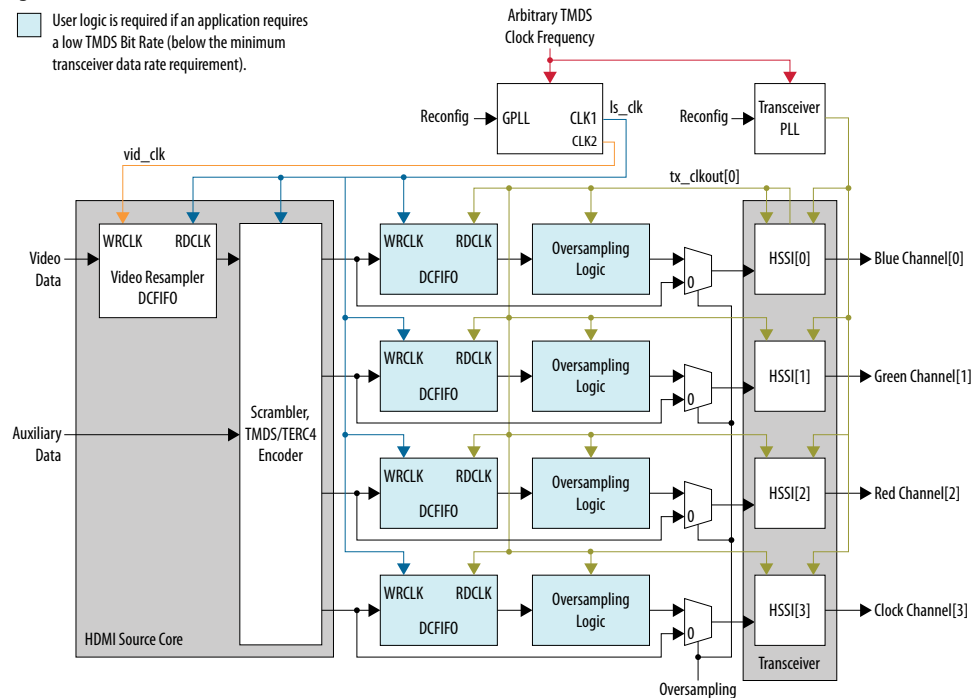 User logic is required if an application requires
a low TMDS Bit Rate (below the minimum
transceiver data rate requirement).
Arbitrary TMDS
Clock Frequency
Reconfig
GPLL
CLK1
CLK2
ls_clk
Reconfig
Transceiver
PLL
vid_clk
tx_clkout[0]
Video
Data
WRCLK
RDCLK
Video Resampler
DCFIFO
Auxiliary
Data
Scrambler,
TMDS/TERC4
Encoder
HDMI Source Core
WRCLK
RDCLK
DCFIFO
Oversampling
Logic
0
HSSI[0]
Blue Channel[0]
WRCLK
RDCLK
DCFIFO
Oversampling
Logic
0
HSSI[1]
Green Channel[1]
WRCLK
RDCLK
DCFIFO
Oversampling
Logic
0
HSSI[2]
Red Channel[2]
WRCLK
RDCLK
DCFIFO
Oversampling
Logic
0
HSSI[3]
Clock Channel[3]
Transceiver
Oversampling